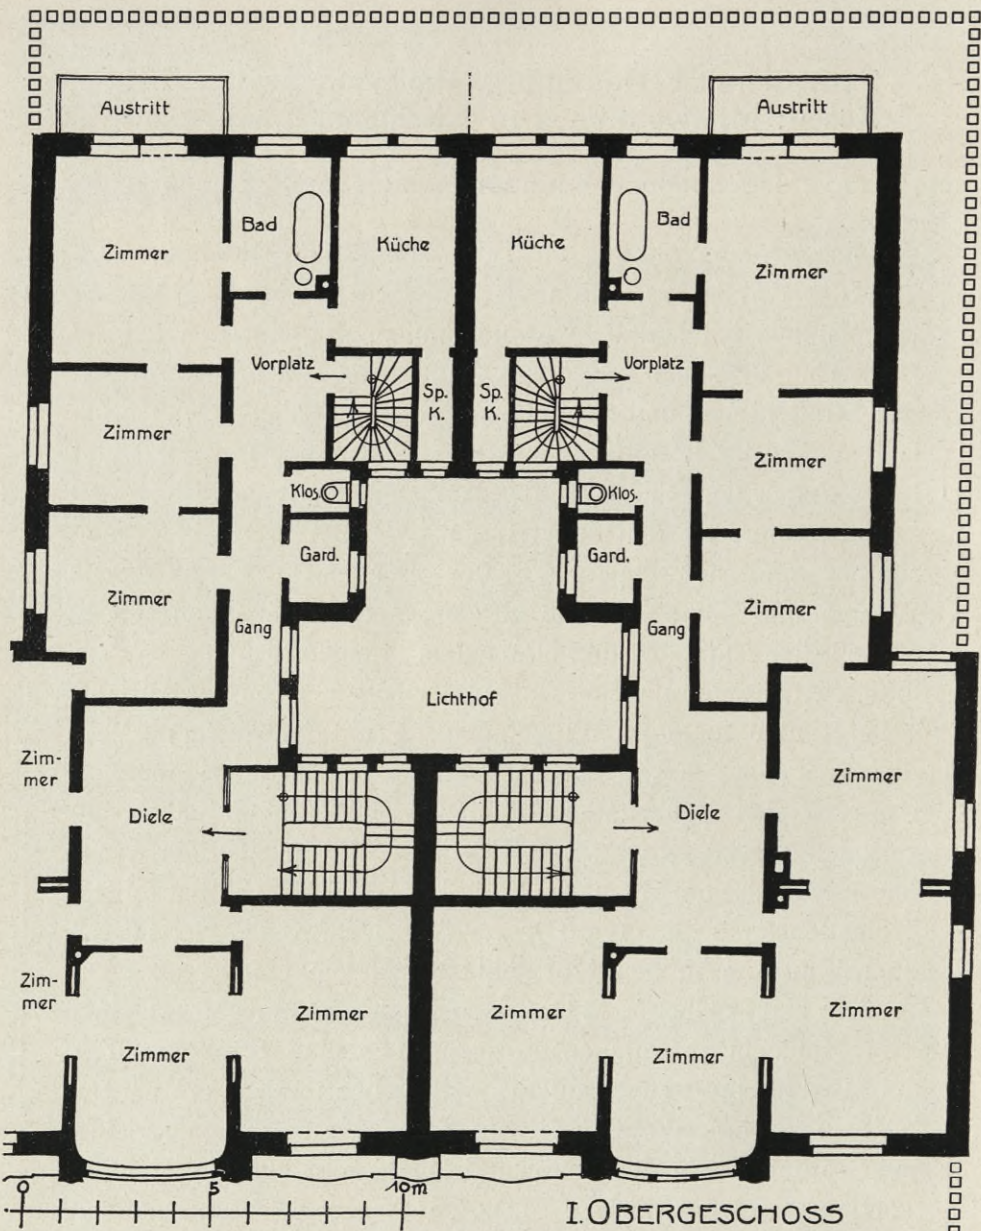 Austritt
Austritt
Bad
Bad
Zimmer
Küche
Küche
Zimmer
Vorplatz
Vorplatz
Sp.
K.
Sp.
K.
Zimmer
Zimmer
Klos.
Klos.
Gard.
Gard.
Zimmer
Zimmer
Gang
Gang
Lichthof
Zim-
mer
Zimmer
Diele
Diele
Zim-
mer
Zimmer
Zimmer
Zimmer
Zimmer
Zimmer
0
5
10m
I. OBERGESCHOSS